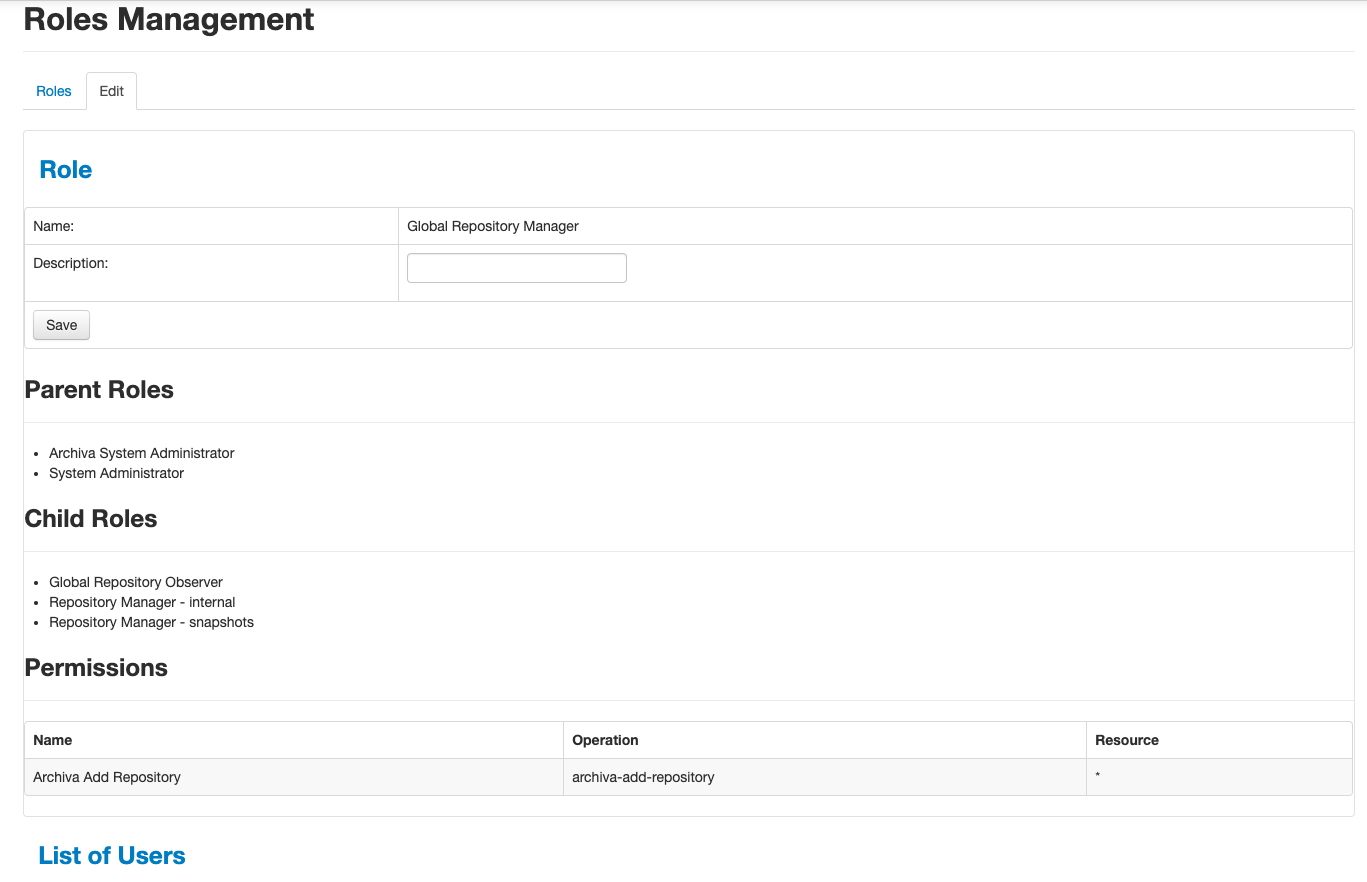 Roles Management
Roles Edit
Role
Name: Global Repository Manager
Description:
Save
Parent Roles
• Archiva System Administrator
• System Administrator
Child Roles
• Global Repository Observer
• Repository Manager - internal
• Repository Manager - snapshots
Permissions
Name Operation Resource
Archiva Add Repository archiva-add-repository *
List of Users